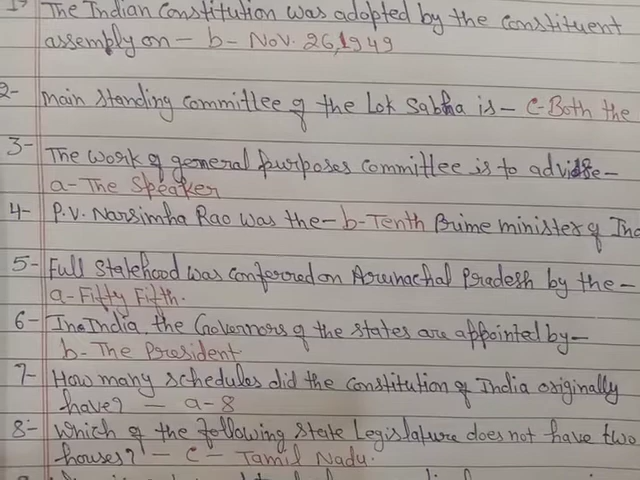 1- The Indian Constitution was adopted by the constituent
assembly on - b- Nov. 26,1949
2- Main Standing committee of the Lok Sabha is - C- Both the
3- The work of general purposes committee is to advise -
a- The Speaker
4- P.V. Narsimha Rao was the - b- Tenth Prime minister of Ind
5- Full Statehood was conferred on Arunachal Pradesh by the -
a- Fifty Fifth.
6- In India the Governors of the states are appointed by -
b- The President
7- How many schedules did the constitution of India originally
have? - a- 8
8- Which of the following State Legislature does not have two
houses? - C - Tamil Nadu.